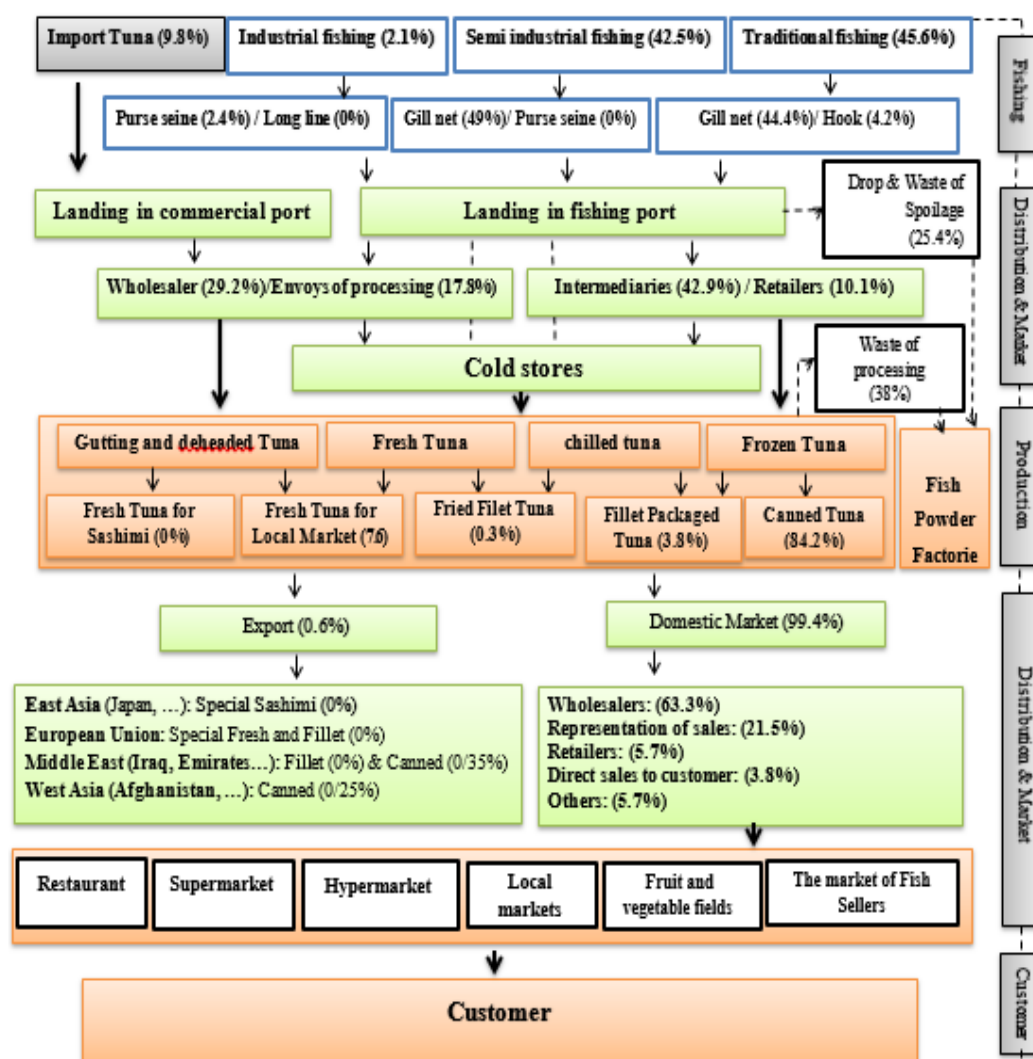 Import Tuna (9.8%)
Industrial fishing (2.1%)
Semi industrial fishing (42.5%)
Traditional fishing (45.6%)
Fishing
Purse seine (2.4%) / Long line (0%)
Gill net (49%)/ Purse seine (0%)
Gill net (44.4%)/ Hook (4.2%)
Drop & Waste of
Spoilage
(25.4%)
Landing in commercial port
Landing in fishing port
Distribution & Market
Wholesaler (29.2%)/Envoys of processing (17.8%)
Intermediaries (42.9%) / Retailers (10.1%)
Waste of
processing
(38%)
Cold stores
Gutting and deheaded Tuna
Fresh Tuna
chilled tuna
Frozen Tuna
Production
Fresh Tuna for
Sashimi (0%)
Fresh Tuna for
Local Market (76)
Fried Filet Tuna
(0.3%)
Fillet Packaged
Tuna (3.8%)
Canned Tuna
(84.2%)
Fish
Powder
Factorie
Export (0.6%)
Domestic Market (99.4%)
Distribution & Market
East Asia (Japan, …): Special Sashimi (0%)
European Union: Special Fresh and Fillet (0%)
Middle East (Iraq, Emirates…): Fillet (0%) & Canned (0/35%)
West Asia (Afghanistan, …): Canned (0/25%)
Wholesalers: (63.3%)
Representation of sales: (21.5%)
Retailers: (5.7%)
Direct sales to customer: (3.8%)
Others: (5.7%)
Restaurant
Supermarket
Hypermarket
Local
markets
Fruit and
vegetable fields
The market of Fish
Sellers
Customer
Customer